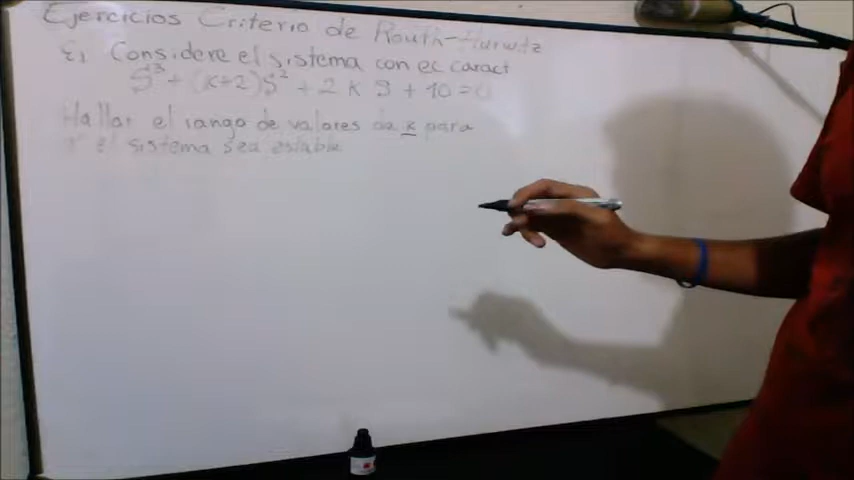 Ejercicios Criterio de Routh-Hurwitz
E1 Considere el sistema con ec caract
S³ + (k+2)S² + 2 k S + 10 = 0
Hallar el rango de valores de k para
q' el sistema sea estable